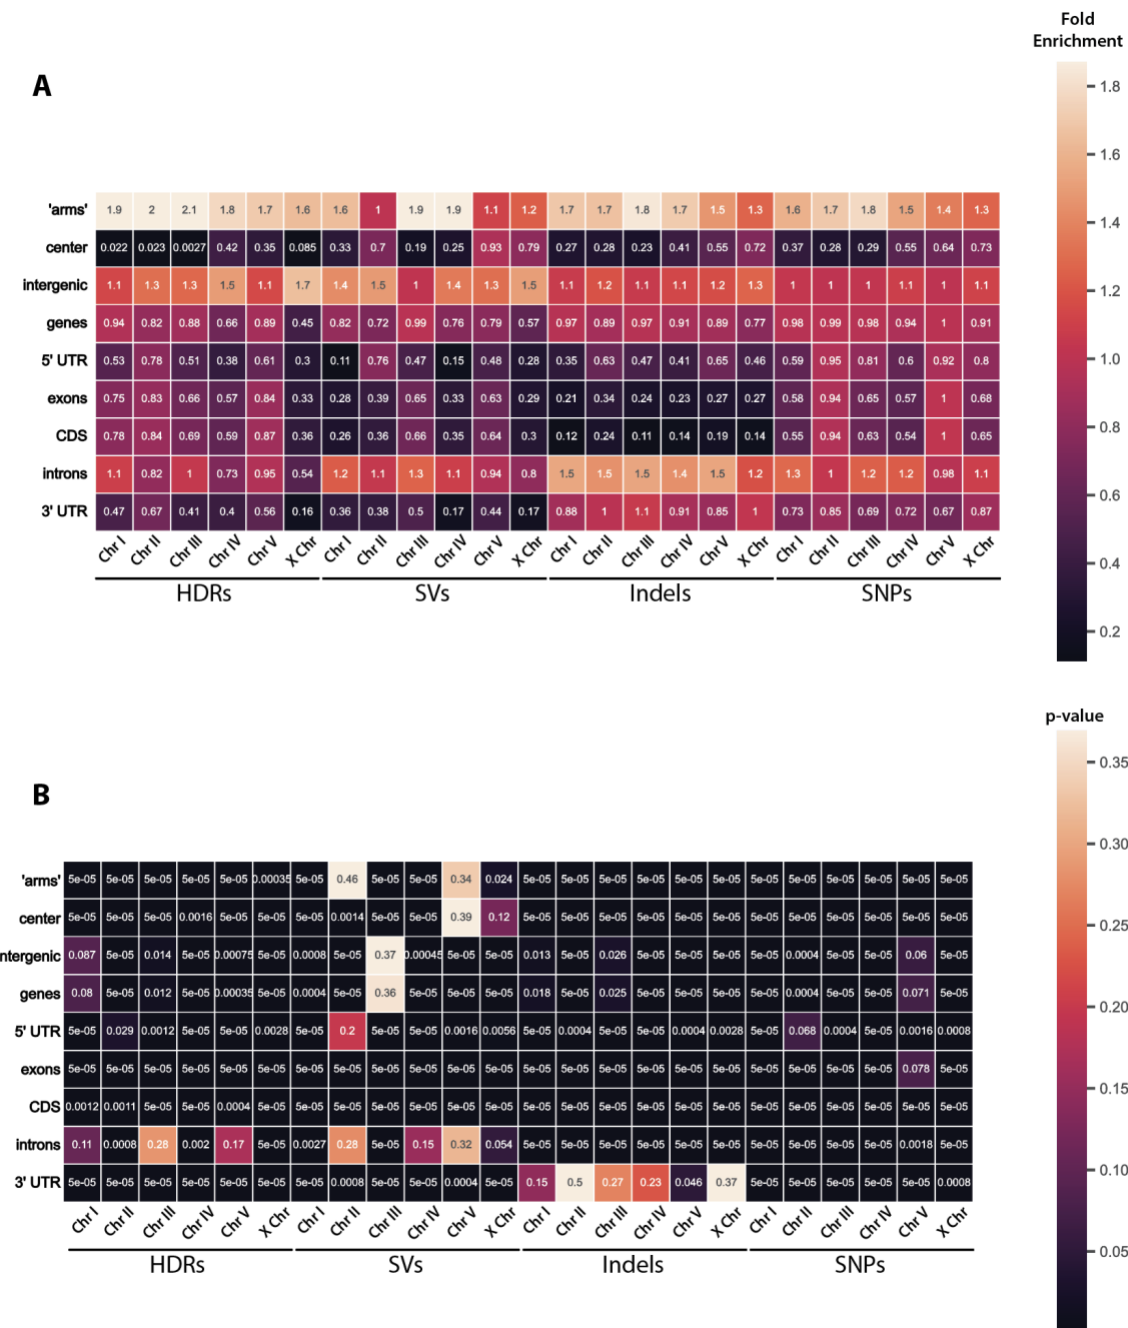 Fold
Enrichment
A
1.8
1.6
1.4
1.2
1.0
0.8
0.6
0.4
0.2
'arms' 1.9 2 2.1 1.8 1.7 1.6 1.6 1 1.9 1.9 1.1 1.2 1.7 1.7 1.8 1.7 1.5 1.3 1.6 1.7 1.8 1.5 1.4 1.3
center 0.022 0.023 0.0027 0.42 0.35 0.085 0.33 0.7 0.19 0.25 0.93 0.79 0.27 0.28 0.23 0.41 0.55 0.72 0.37 0.28 0.29 0.55 0.64 0.73
intergenic 1.1 1.3 1.3 1.5 1.1 1.7 1.4 1.5 1 1.4 1.3 1.5 1.1 1.2 1.1 1.1 1.2 1.3 1 1 1 1.1 1 1.1
genes 0.94 0.82 0.88 0.66 0.89 0.45 0.82 0.72 0.99 0.76 0.79 0.57 0.97 0.89 0.97 0.91 0.89 0.77 0.98 0.99 0.98 0.94 1 0.91
5' UTR 0.53 0.78 0.51 0.38 0.61 0.3 0.11 0.76 0.47 0.15 0.48 0.28 0.35 0.63 0.47 0.41 0.65 0.46 0.59 0.95 0.81 0.6 0.92 0.8
exons 0.75 0.83 0.66 0.57 0.84 0.33 0.28 0.39 0.65 0.33 0.63 0.29 0.21 0.34 0.24 0.23 0.27 0.27 0.58 0.94 0.65 0.57 1 0.68
CDS 0.78 0.84 0.69 0.59 0.87 0.36 0.26 0.36 0.66 0.35 0.64 0.3 0.12 0.24 0.11 0.14 0.19 0.14 0.55 0.94 0.63 0.54 1 0.65
introns 1.1 0.82 1 0.73 0.95 0.54 1.2 1.1 1.3 1.1 0.94 0.8 1.5 1.5 1.5 1.4 1.5 1.2 1.3 1 1.2 1.2 0.98 1.1
3' UTR 0.47 0.67 0.41 0.4 0.56 0.16 0.36 0.38 0.5 0.17 0.44 0.17 0.88 1 1.1 0.91 0.85 1 0.73 0.85 0.69 0.72 0.67 0.87
Chr I Chr II Chr III Chr IV Chr V X Chr Chr I Chr II Chr III Chr IV Chr V X Chr Chr I Chr II Chr III Chr IV Chr V X Chr Chr I Chr II Chr III Chr IV Chr V X Chr
HDRs SVs Indels SNPs
p-value
B
0.35
0.30
0.25
0.20
0.15
0.10
0.05
'arms' 5e-05 5e-05 5e-05 5e-05 5e-05 0.00035 5e-05 0.46 5e-05 5e-05 0.34 0.024 5e-05 5e-05 5e-05 5e-05 5e-05 5e-05 5e-05 5e-05 5e-05 5e-05 5e-05 5e-05
center 5e-05 5e-05 5e-05 0.0016 5e-05 5e-05 5e-05 0.0014 5e-05 5e-05 0.39 0.12 5e-05 5e-05 5e-05 5e-05 5e-05 5e-05 5e-05 5e-05 5e-05 5e-05 5e-05 5e-05
ntergenic 0.087 5e-05 0.014 5e-05 0.00075 5e-05 0.0008 5e-05 0.37 0.00045 5e-05 5e-05 0.013 5e-05 0.026 5e-05 5e-05 5e-05 5e-05 0.0004 5e-05 5e-05 0.06 5e-05
genes 0.08 5e-05 0.012 5e-05 0.00035 5e-05 0.0004 5e-05 0.36 5e-05 5e-05 5e-05 0.018 5e-05 0.025 5e-05 5e-05 5e-05 5e-05 0.0004 5e-05 5e-05 0.071 5e-05
5' UTR 5e-05 0.029 0.0012 5e-05 5e-05 0.0028 5e-05 0.2 5e-05 5e-05 0.0016 0.0056 5e-05 0.0004 5e-05 5e-05 0.0004 0.0028 5e-05 0.068 0.0004 5e-05 0.0016 0.0008
exons 5e-05 5e-05 5e-05 5e-05 5e-05 5e-05 5e-05 5e-05 5e-05 5e-05 5e-05 5e-05 5e-05 5e-05 5e-05 5e-05 5e-05 5e-05 5e-05 5e-05 5e-05 5e-05 0.078 5e-05
CDS 0.0012 0.0011 5e-05 5e-05 0.0004 5e-05 5e-05 5e-05 5e-05 5e-05 5e-05 5e-05 5e-05 5e-05 5e-05 5e-05 5e-05 5e-05 5e-05 5e-05 5e-05 5e-05 5e-05 5e-05
introns 0.11 0.0008 0.28 0.002 0.17 5e-05 0.0027 0.28 5e-05 0.15 0.32 0.054 5e-05 5e-05 5e-05 5e-05 5e-05 5e-05 5e-05 5e-05 5e-05 5e-05 0.0018 5e-05
3' UTR 5e-05 5e-05 5e-05 5e-05 5e-05 5e-05 5e-05 0.0008 5e-05 5e-05 0.0004 5e-05 0.15 0.5 0.27 0.23 0.046 0.37 5e-05 5e-05 5e-05 5e-05 5e-05 0.0008
Chr I Chr II Chr III Chr IV Chr V X Chr Chr I Chr II Chr III Chr IV Chr V X Chr Chr I Chr II Chr III Chr IV Chr V X Chr Chr I Chr II Chr III Chr IV Chr V X Chr
HDRs SVs Indels SNPs